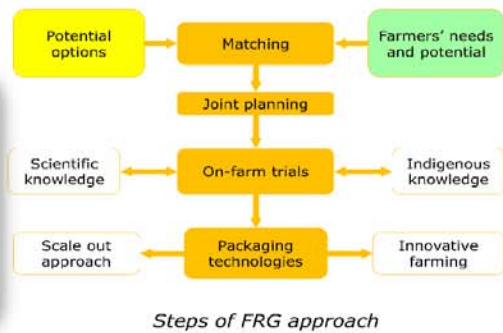 Potential
options
Matching
Farmers' needs
and potential
Joint planning
Scientific
knowledge
On-farm trials
Indigenous
knowledge
Scale out
approach
Packaging
technologies
Innovative
farming
Steps of FRG approach